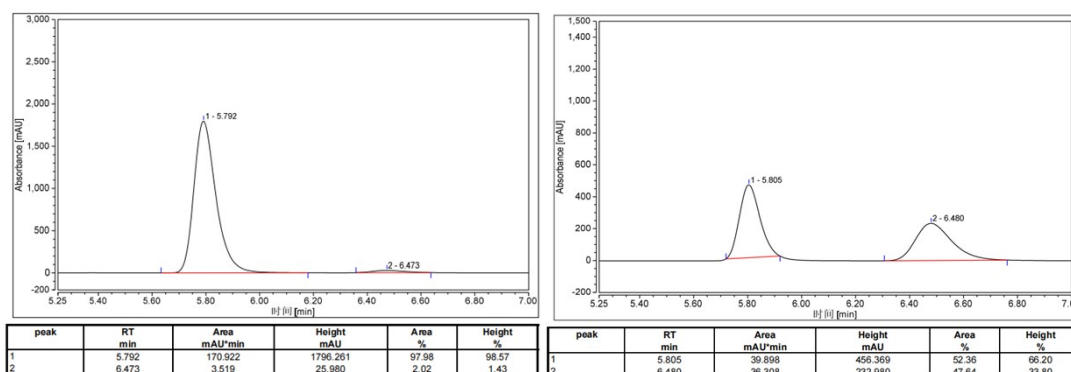 3,000
2,500
2,000
1,500
1,000
500
0
-200
Absorbance [mAU]
1 - 5.792
2 - 6.473
5.25 5.40 5.60 5.80 6.00 6.20 6.40 6.60 6.80 7.00
时间 [min]
peak RT Area Height Area Height
min mAU*min mAU % %
1 5.792 170.922 1796.261 97.98 98.57
2 6.473 3.519 25.980 2.02 1.43
1,500
1,400
1,200
1,000
800
600
400
200
0
-200
Absorbance [mAU]
1 - 5.805
2 - 6.480
5.25 5.40 5.60 5.80 6.00 6.20 6.40 6.60 6.80
时间 [min]
peak RT Area Height Area Height
min mAU*min mAU % %
1 5.805 39.898 456.369 52.36 66.20
2 6.480 36.308 232.980 47.64 33.80